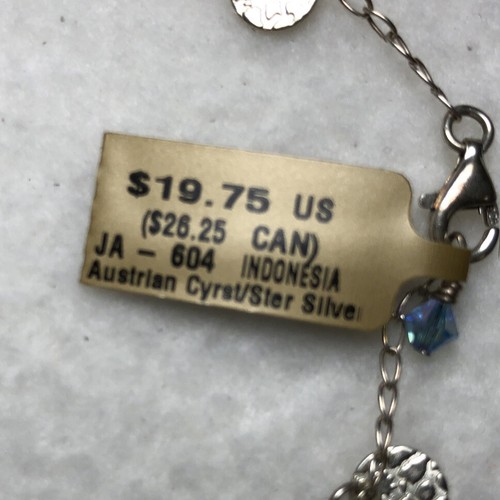 $19.75 US
($26.25 CAN)
JA - 604 INDONESIA
Austrian Cyrst/Ster Silver